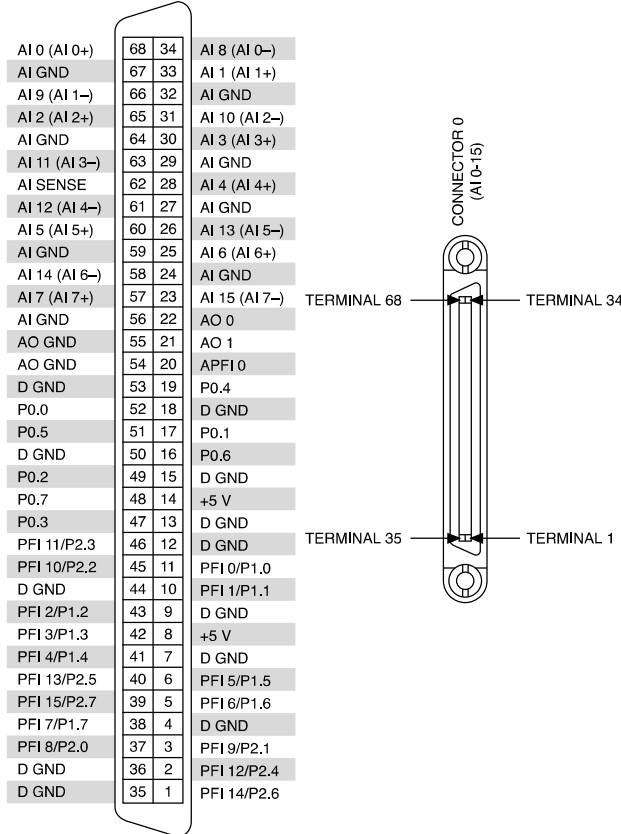 AI 0 (AI 0+) 68 34 AI 8 (AI 0–)
AI GND 67 33 AI 1 (AI 1+)
AI 9 (AI 1–) 66 32 AI GND
AI 2 (AI 2+) 65 31 AI 10 (AI 2–)
AI GND 64 30 AI 3 (AI 3+)
AI 11 (AI 3–) 63 29 AI GND
AI SENSE 62 28 AI 4 (AI 4+)
AI 12 (AI 4–) 61 27 AI GND
AI 5 (AI 5+) 60 26 AI 13 (AI 5–)
AI GND 59 25 AI 6 (AI 6+)
AI 14 (AI 6–) 58 24 AI GND
AI 7 (AI 7+) 57 23 AI 15 (AI 7–)
AI GND 56 22 AO 0
AO GND 55 21 AO 1
AO GND 54 20 APFI 0
D GND 53 19 P0.4
P0.0 52 18 D GND
P0.5 51 17 P0.1
D GND 50 16 P0.6
P0.2 49 15 D GND
P0.7 48 14 +5 V
P0.3 47 13 D GND
PFI 11/P2.3 46 12 D GND
PFI 10/P2.2 45 11 PFI 0/P1.0
D GND 44 10 PFI 1/P1.1
PFI 2/P1.2 43 9 D GND
PFI 3/P1.3 42 8 +5 V
PFI 4/P1.4 41 7 D GND
PFI 13/P2.5 40 6 PFI 5/P1.5
PFI 15/P2.7 39 5 PFI 6/P1.6
PFI 7/P1.7 38 4 D GND
PFI 8/P2.0 37 3 PFI 9/P2.1
D GND 36 2 PFI 12/P2.4
D GND 35 1 PFI 14/P2.6
CONNECTOR 0
(AI 0-15)
TERMINAL 68 TERMINAL 34
TERMINAL 35 TERMINAL 1